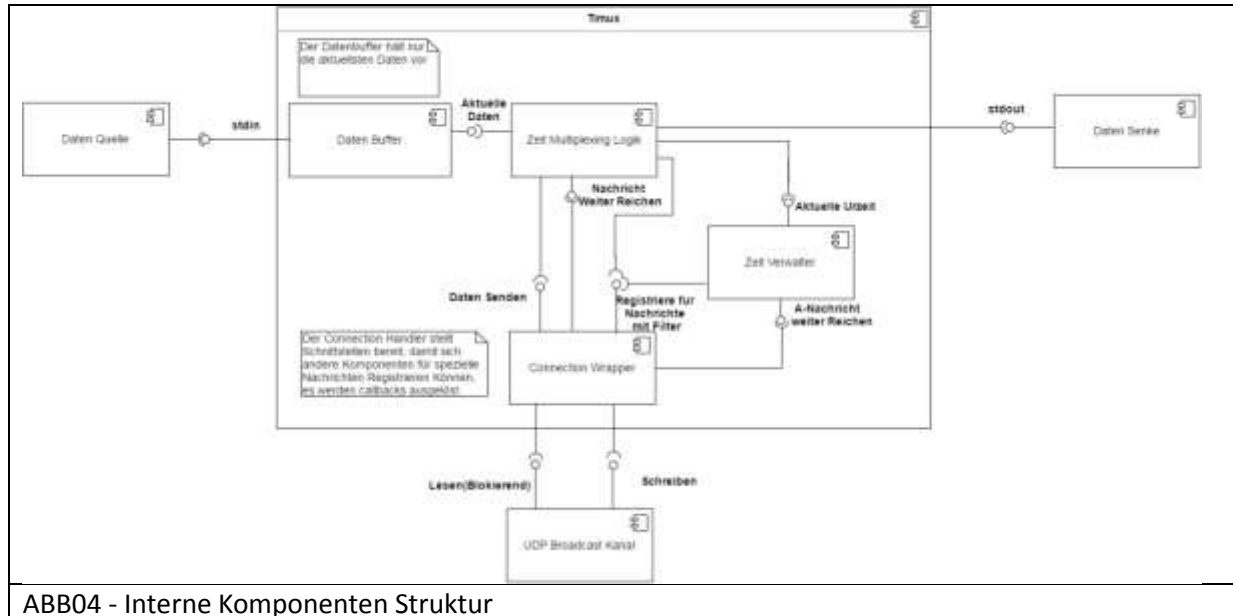 Timus
Der Datenbuffer hält nur
die aktuellsten Daten vor
Daten Quelle
stdin
Daten Buffer
Aktuelle
Daten
Zeit Multiplexing Logik
stdout
Daten Senke
Nachricht
Weiter Reichen
Aktuelle Urzeit
Zeit Verwalter
Daten Senden
Registriere für
Nachrichte
mit Filter
A-Nachricht
weiter Reichen
Der Connection Handler stellt
Schnittstellen bereit, damit sich
andere Komponenten für spezielle
Nachrichten Registrieren Können,
es werden callbacks ausgelöst
Connection Wrapper
Lesen(Blokierend)
Schreiben
UDP Broadcast Kanal
ABB04 - Interne Komponenten Struktur